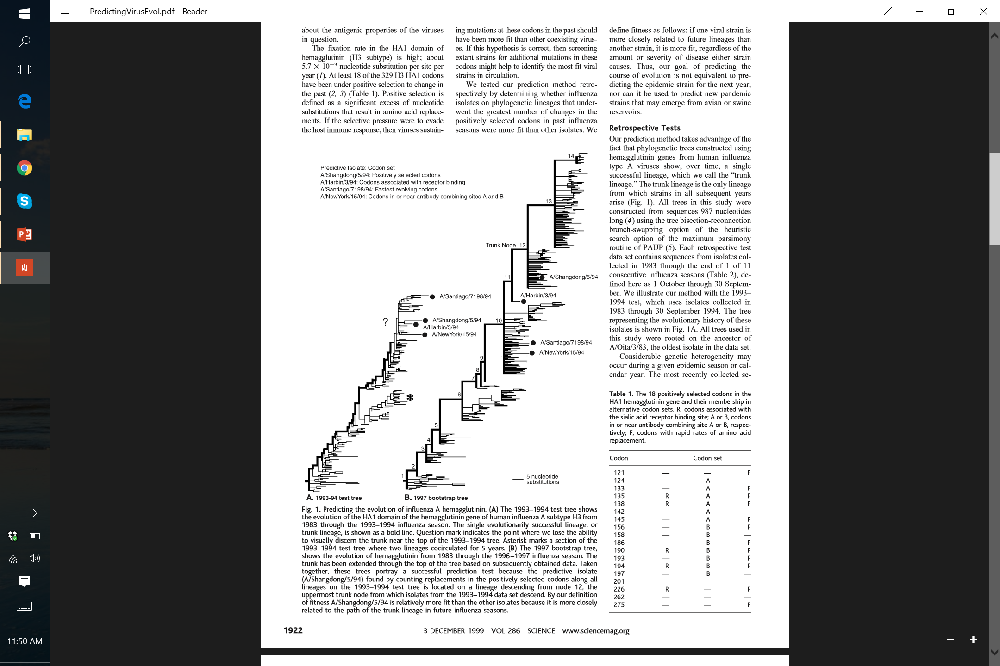 PredictingVirusEvol.pdf - Reader
about the antigenic properties of the viruses
in question.
The fixation rate in the HA1 domain of
hemagglutinin (H3 subtype) is high; about
5.7 × 10⁻³ nucleotide substitution per site per
year (1). At least 18 of the 329 H3 HA1 codons
have been under positive selection to change in
the past (2, 3) (Table 1). Positive selection is
defined as a significant excess of nucleotide
substitutions that result in amino acid replace-
ments. If the selective pressure were to evade
the host immune response, then viruses sustain-
ing mutations at these codons in the past should
have been more fit than other coexisting virus-
es. If this hypothesis is correct, then screening
extant strains for additional mutations in these
codons might help to identify the most fit viral
strains in circulation.
We tested our prediction method retro-
spectively by determining whether influenza
isolates on phylogenetic lineages that under-
went the greatest number of changes in the
positively selected codons in past influenza
seasons were more fit than other isolates. We
define fitness as follows: if one viral strain is
more closely related to future lineages than
another strain, it is more fit, regardless of the
amount or severity of disease either strain
causes. Thus, our goal of predicting the
course of evolution is not equivalent to pre-
dicting the epidemic strain for the next year,
nor can it be used to predict new pandemic
strains that may emerge from avian or swine
reservoirs.
Retrospective Tests
Our prediction method takes advantage of the
fact that phylogenetic trees constructed using
hemagglutinin genes from human influenza
type A viruses show, over time, a single
successful lineage, which we call the “trunk
lineage.” The trunk lineage is the only lineage
from which strains in all subsequent years
arise (Fig. 1). All trees in this study were
constructed from sequences 987 nucleotides
long (4) using the tree bisection-reconnection
branch-swapping option of the heuristic
search option of the maximum parsimony
routine of PAUP (5). Each retrospective test
data set contains sequences from isolates col-
lected in 1983 through the end of 1 of 11
consecutive influenza seasons (Table 2), de-
fined here as 1 October through 30 Septem-
ber. We illustrate our method with the 1993–
1994 test, which uses isolates collected in
1983 through 30 September 1994. The tree
representing the evolutionary history of these
isolates is shown in Fig. 1A. All trees used in
this study were rooted on the ancestor of
A/Oita/3/83, the oldest isolate in the data set.
Considerable genetic heterogeneity may
occur during a given epidemic season or cal-
endar year. The most recently collected se-
Predictive Isolate: Codon set
A/Shangdong/5/94: Positively selected codons
A/Harbin/3/94: Codons associated with receptor binding
A/Santiago/7198/94: Fastest evolving codons
A/NewYork/15/94: Codons in or near antibody combining sites A and B
14
13
Trunk Node 12
11
A/Shangdong/5/94
A/Harbin/3/94
10
A/Santiago/7198/94
A/NewYork/15/94
9
8
7
6
5
4
3
2
1
A/Santiago/7198/94
?
A/Shangdong/5/94
A/Harbin/3/94
A/NewYork/15/94
*
5 nucleotide
substitutions
A. 1993-94 test tree
B. 1997 bootstrap tree
Fig. 1. Predicting the evolution of influenza A hemagglutinin. (A) The 1993–1994 test tree shows
the evolution of the HA1 domain of the hemagglutinin gene of human influenza A subtype H3 from
1983 through the 1993–1994 influenza season. The single evolutionarily successful lineage, or
trunk lineage, is shown as a bold line. Question mark indicates the point where we lose the ability
to visually discern the trunk near the top of the 1993–1994 tree. Asterisk marks a section of the
1993–1994 test tree where two lineages cocirculated for 5 years. (B) The 1997 bootstrap tree,
shows the evolution of hemagglutinin from 1983 through the 1996–1997 influenza season. The
trunk has been extended through the top of the tree based on subsequently obtained data. Taken
together, these trees portray a successful prediction test because the predictive isolate
(A/Shangdong/5/94) found by counting replacements in the positively selected codons along all
lineages on the 1993–1994 test tree is located on a lineage descending from node 12, the
uppermost trunk node from which isolates from the 1993–1994 data set descend. By our definition
of fitness A/Shangdong/5/94 is relatively more fit than the other isolates because it is more closely
related to the path of the trunk lineage in future influenza seasons.
Table 1. The 18 positively selected codons in the
HA1 hemagglutinin gene and their membership in
alternative codon sets. R, codons associated with
the sialic acid receptor binding site; A or B, codons
in or near antibody combining site A or B, respec-
tively; F, codons with rapid rates of amino acid
replacement.
Codon Codon set
121 — — F
124 — A —
133 — A F
135 R A F
138 R A F
142 — A —
145 — A F
156 — B F
158 — B —
186 — B F
190 R B F
193 — B F
194 R B F
197 — B —
201 — — —
226 R — F
262 — — —
275 — — F
1922
3 DECEMBER 1999 VOL 286 SCIENCE www.sciencemag.org
11:50 AM